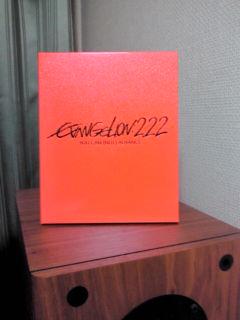 EVANGELION 2.22
YOU CAN (NOT) ADVANCE.